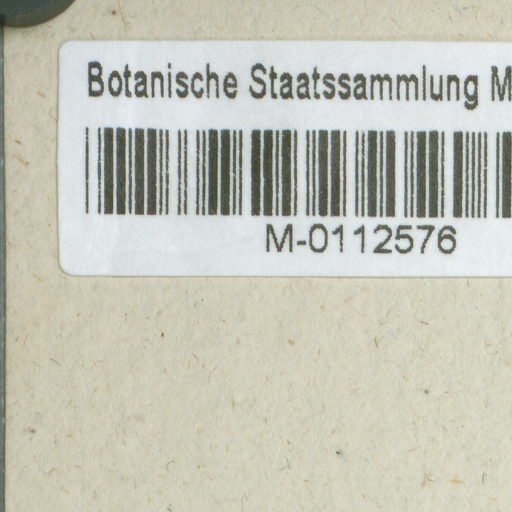 Botanische Staatssammlung M
M-0112576